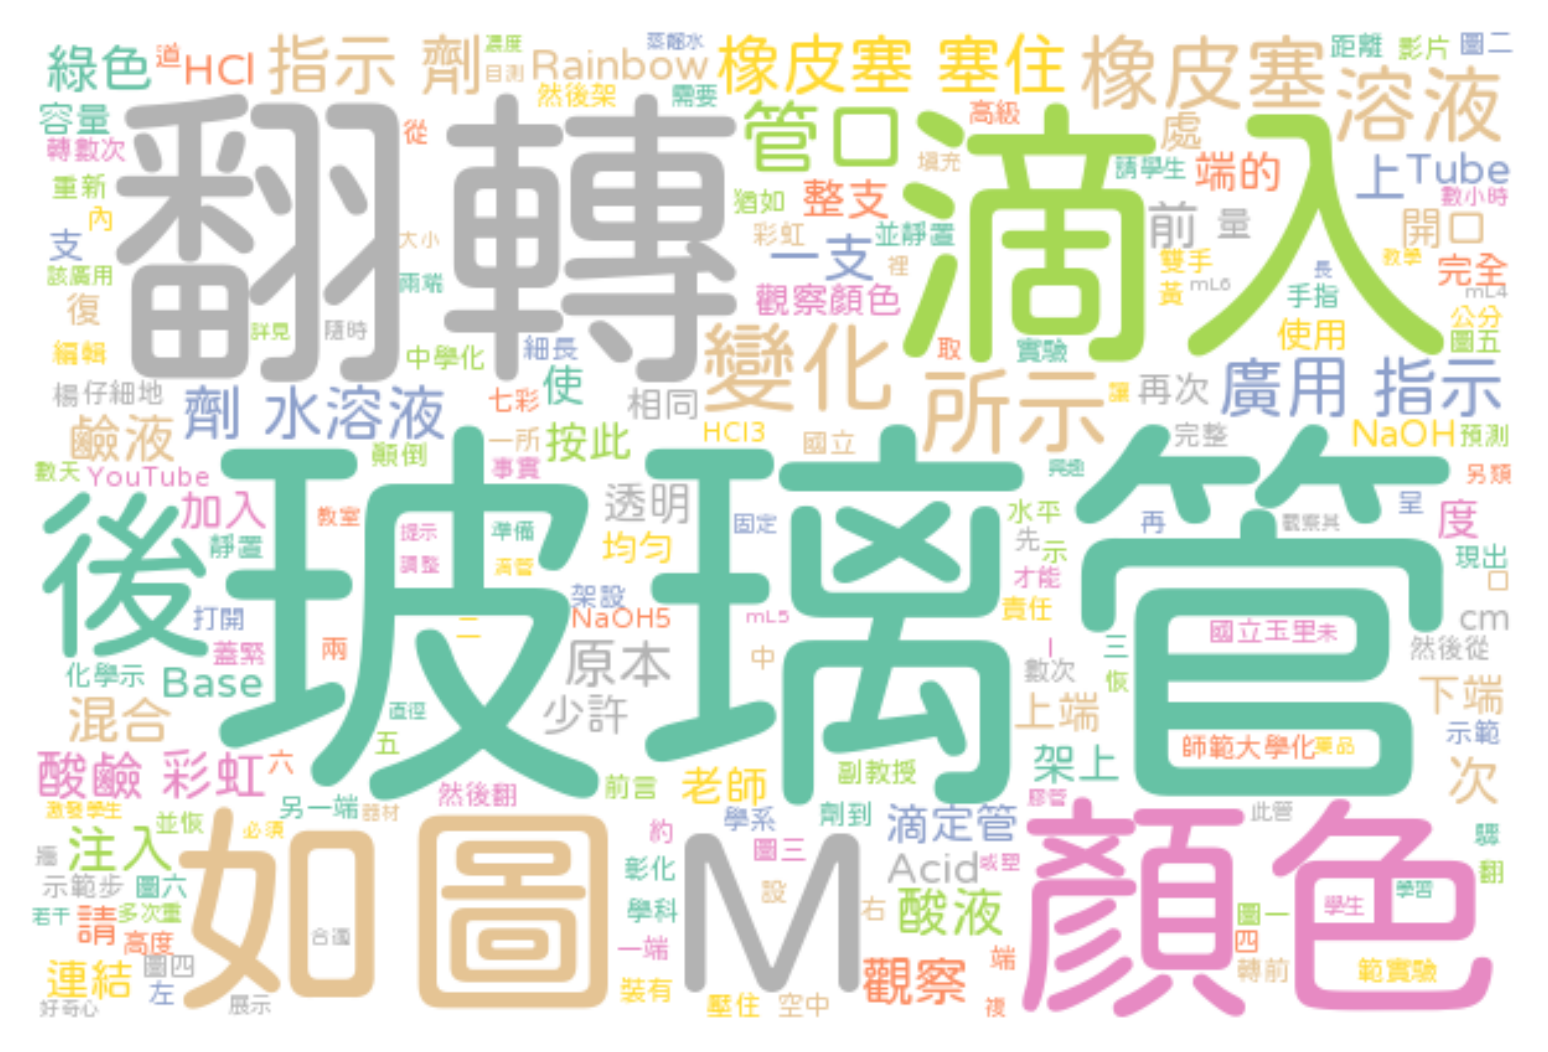 綠色
道
HCl
指示 劑
濃度
目測
Rainbow
蒸餾水
橡皮塞 塞住
橡皮塞
距離
影片
圖二
容量
然後架
需要
高級
溶液
轉數次
翻轉
從
管口
填充
滴入
處
請學生
端的
上
Tube
數小時
重新
內
支
大小
猶如
整支
彩虹
一支
並靜置
裡
前
量
開口
雙手
黃
mL6
長
手指
教學
完全
mL4
該廣用
復
詳見
隨時
兩端
觀察顏色
使用
公分
圖五
編輯
中學化
細長
變化
取
實驗
楊
仔細地
劑 水溶液
七彩
使
相同
所示
讓
再次
廣用 指示
鹼液
顛倒
一所
按此
HCl3
國立
完整
NaOH
預測
數天
YouTube
事實
興趣
另類
後
加入
玻璃管
教室
提示
準備
透明
固定
水平
再
觀察其
呈
度
靜置
調整
滿管
均勻
先
示
才能
現出
口
打開
架設
NaOH5
mL5
責任
cm
蓋緊
兩
二
原本
中
數次
三
國立玉里
未
然後從
化學示
Base
恢
混合
直徑
少許
上端
下端
五
師範大學化
藥品
示範
酸鹼 彩虹
六
然後翻
前言
老師
副教授
架上
次
激發學生
並恢
另一端
器材
必須
約
學系
劑到
滴定管
膠管
此管
驟
牆
注入
如圖
圖三
M
Acid
或塑
顏色
翻
示範步
圖六
彰化
設
酸液
學習
若干
請
多次重
高度
合適
學科
右
圖一
學生
連結
圖四
左
一端
觀察
端
四
轉前
範實驗
好奇心
展示
裝有
壓住
空中
複